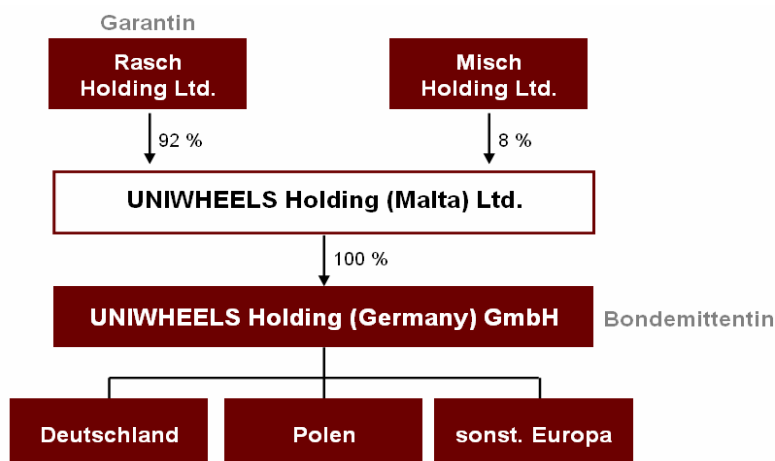 Garantin
Rasch
Holding Ltd.
Misch
Holding Ltd.
92 %
8 %
UNIWHEELS Holding (Malta) Ltd.
100 %
UNIWHEELS Holding (Germany) GmbH
Bondemittentin
Deutschland
Polen
sonst. Europa